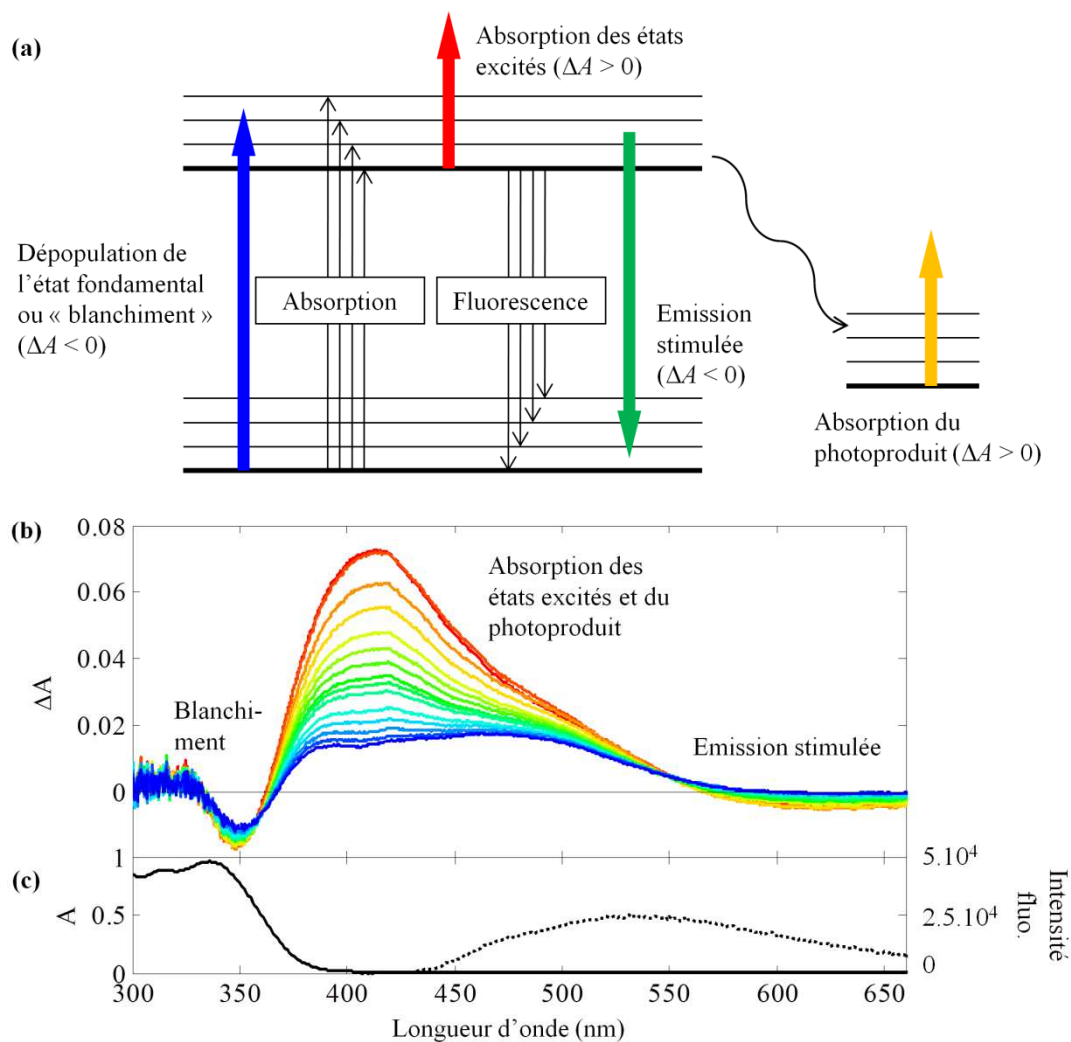 (a)
Absorption des états
excités (ΔA > 0)
Dépopulation de
l’état fondamental
ou « blanchiment »
(ΔA < 0)
Absorption
Fluorescence
Emission
stimulée
(ΔA < 0)
Absorption du
photoproduit (ΔA > 0)
(b)
0.08
0.06
0.04
0.02
0
ΔA
Absorption des
états excités et du
photoproduit
Blanchi-
ment
Emission stimulée
(c)
1
0.5
0
A
5.10⁴
2.5.10⁴
0
Intensité
fluo.
300 350 400 450 500 550 600 650
Longueur d’onde (nm)